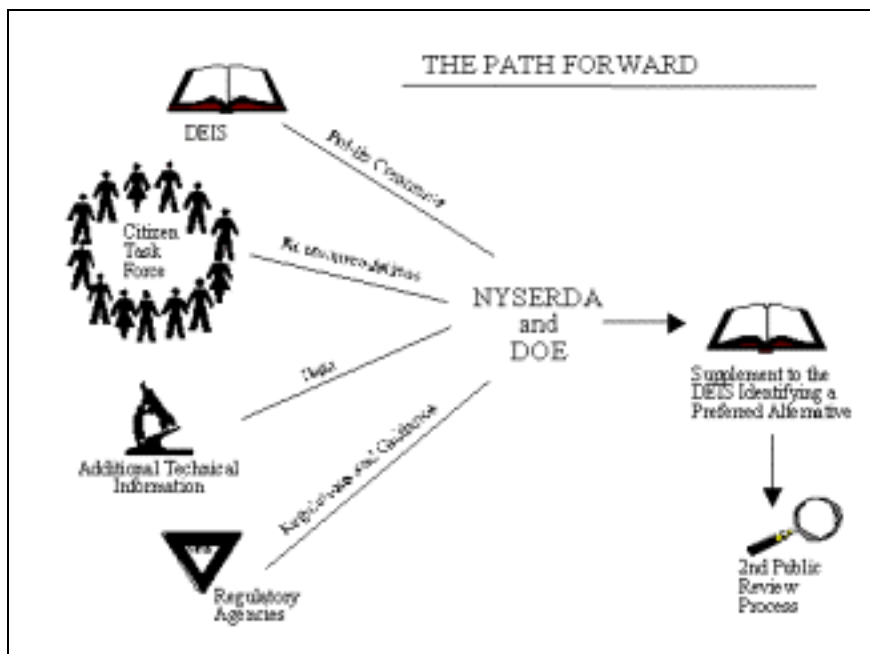 THE PATH FORWARD
DEIS
Public Comments
Citizen
Task
Force
Recommendations
NYSERDA
and
DOE
Data
Supplement to the
DEIS Identifying a
Preferred Alternative
Additional Technical
Information
Regulations and Guidance
2nd Public
Review
Process
Regulatory
Agencies